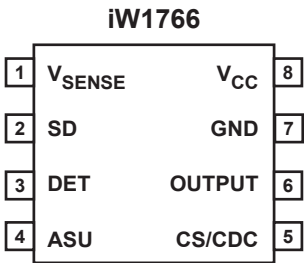 iW1766
1 VSENSE VCC 8
2 SD GND 7
3 DET OUTPUT 6
4 ASU CS/CDC 5